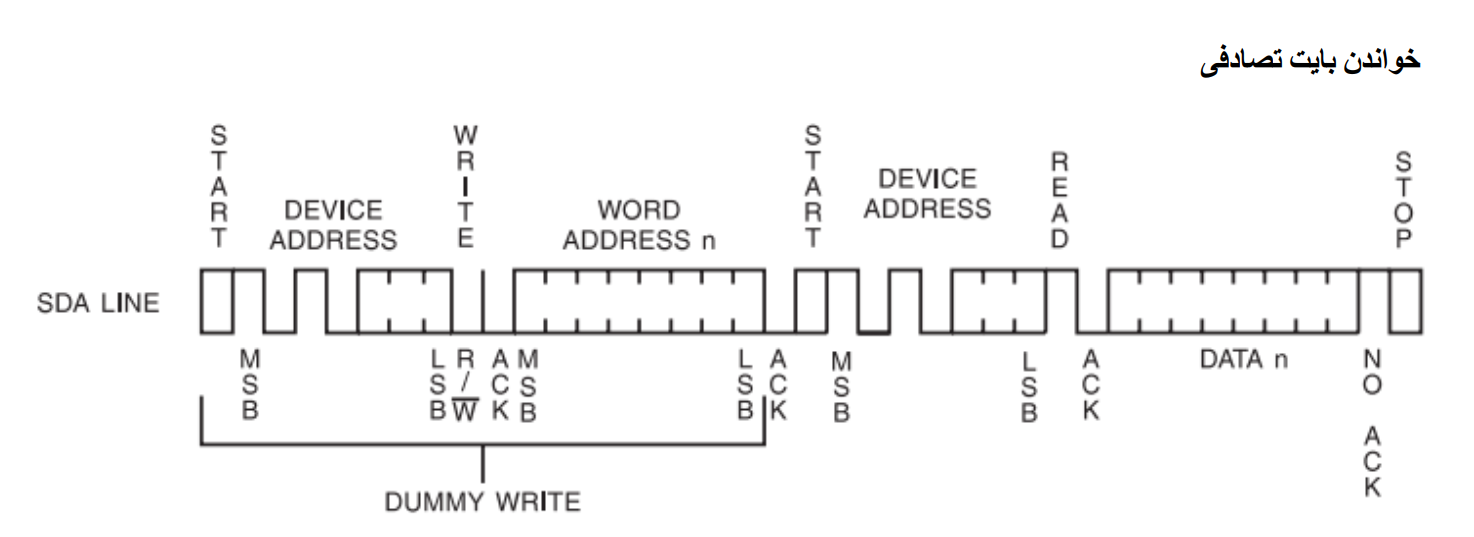 خواندن بایت تصادفی
START
WRITE
START
READ
STOP
DEVICE
ADDRESS
WORD
ADDRESS n
DEVICE
ADDRESS
SDA LINE
MSB
LSB
R/W̅
ACK
MSB
LSB
ACK
MSB
LSB
ACK
DATA n
NO ACK
DUMMY WRITE